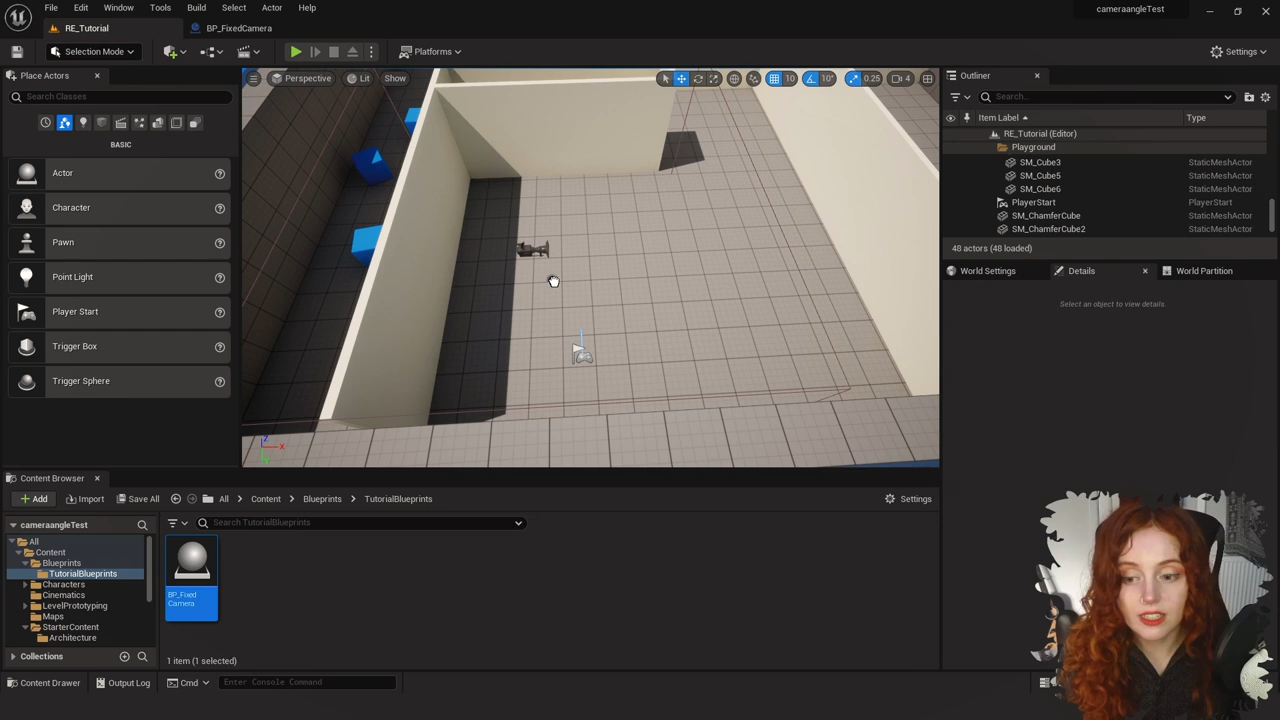 File Edit Window Tools Build Select Actor Help
cameraangleTest
RE_Tutorial BP_FixedCamera
Selection Mode Platforms Settings
Place Actors
Search Classes
BASIC
Actor
Character
Pawn
Point Light
Player Start
Trigger Box
Trigger Sphere
Perspective Lit Show 10 10° 0.25 4
Outliner
Search...
Item Label Type
RE_Tutorial (Editor)
Playground
SM_Cube3 StaticMeshActor
SM_Cube5 StaticMeshActor
SM_Cube6 StaticMeshActor
PlayerStart PlayerStart
SM_ChamferCube StaticMeshActor
SM_ChamferCube2 StaticMeshActor
48 actors (48 loaded)
World Settings Details World Partition
Select an object to view details.
Z X
Content Browser
Add Import Save All All Content Blueprints TutorialBlueprints Settings
cameraangleTest
Search TutorialBlueprints
All
Content
Blueprints
TutorialBlueprints
Characters
Cinematics
LevelPrototyping
Maps
StarterContent
Architecture
Collections
BP_Fixed
Camera
1 item (1 selected)
Content Drawer Output Log Cmd Enter Console Command